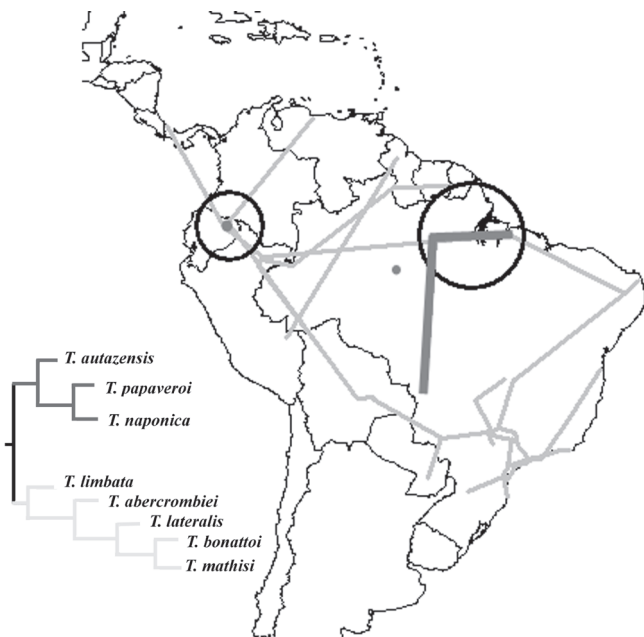 T. autazensis
T. papaveroi
T. naponica
T. limbata
T. abercrombiei
T. lateralis
T. bonattoi
T. mathisi